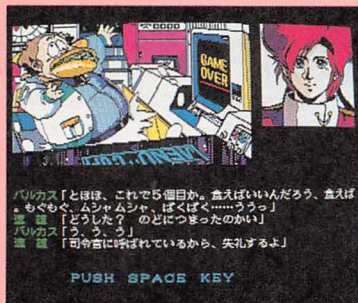 GAME
OVER
MENU
バルカス「とほほ、これで5個目か。食えばいいんだろう、食えば
。もぐもぐ、ムシャムシャ、ぱくぱく……ううっ」
速 雄「どうした？ のどにつまったのかい」
バルカス「う、う、う」
速 雄「司令官に呼ばれているから、失礼するよ」
PUSH SPACE KEY